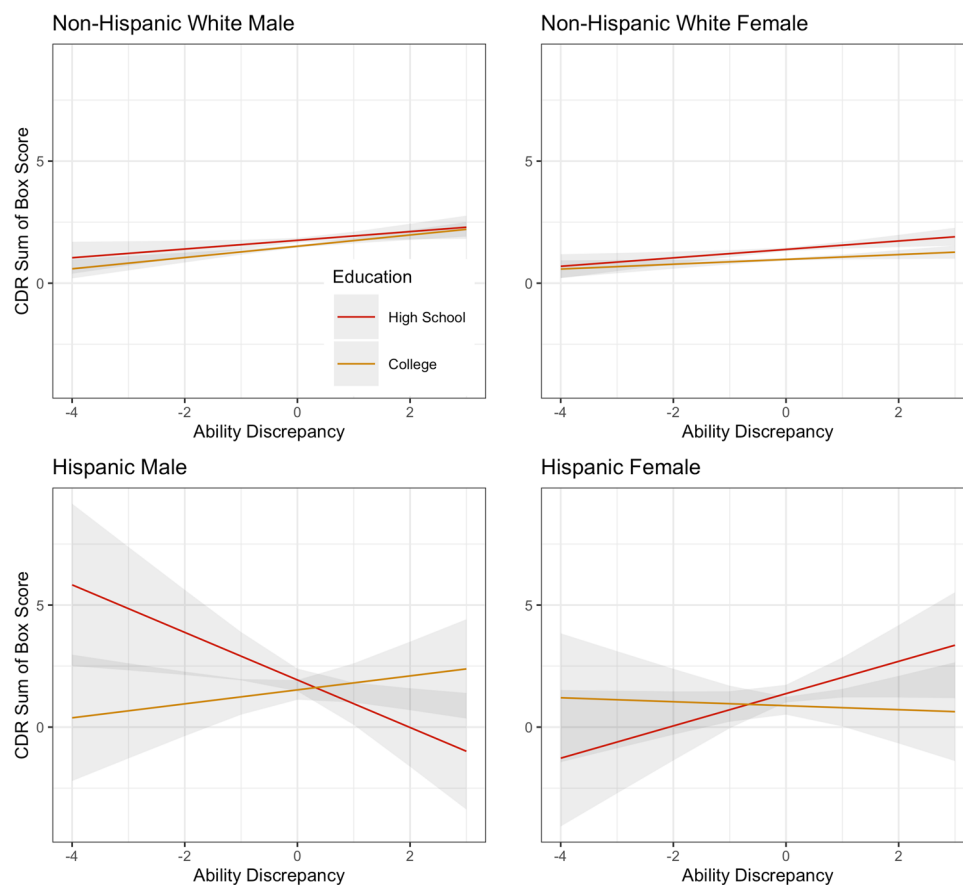 Non-Hispanic White Male
Non-Hispanic White Female
CDR Sum of Box Score
5
0
Education
High School
College
-4
-2
0
2
Ability Discrepancy
-4
-2
0
2
Ability Discrepancy
5
0
Hispanic Male
Hispanic Female
CDR Sum of Box Score
5
0
-4
-2
0
2
Ability Discrepancy
5
0
-4
-2
0
2
Ability Discrepancy